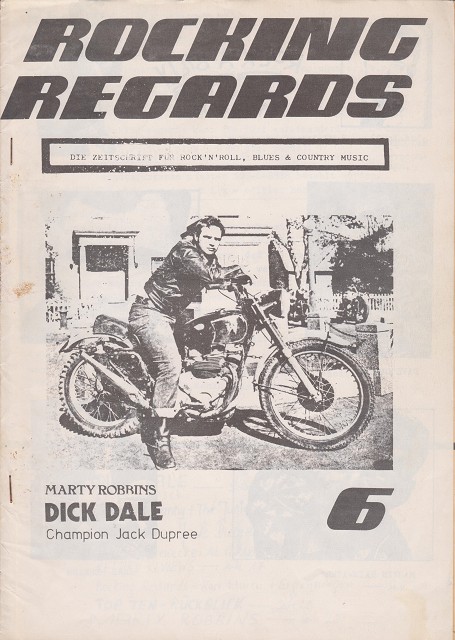 ROCKING
REGARDS
DIE ZEITSCHRIFT FÜR ROCK'N'ROLL, BLUES & COUNTRY MUSIC
MARTY ROBBINS
DICK DALE
Champion Jack Dupree
6